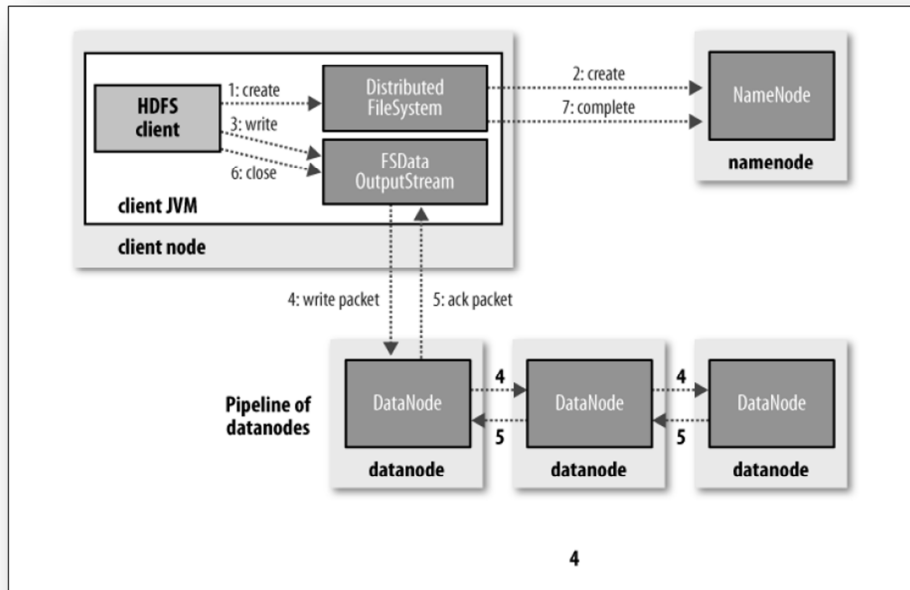 1: create
HDFS
client
3: write
6: close
Distributed
FileSystem
FSData
OutputStream
2: create
7: complete
NameNode
namenode
client JVM
client node
4: write packet
5: ack packet
Pipeline of
datanodes
DataNode
4
5
DataNode
4
5
DataNode
datanode
datanode
datanode
4